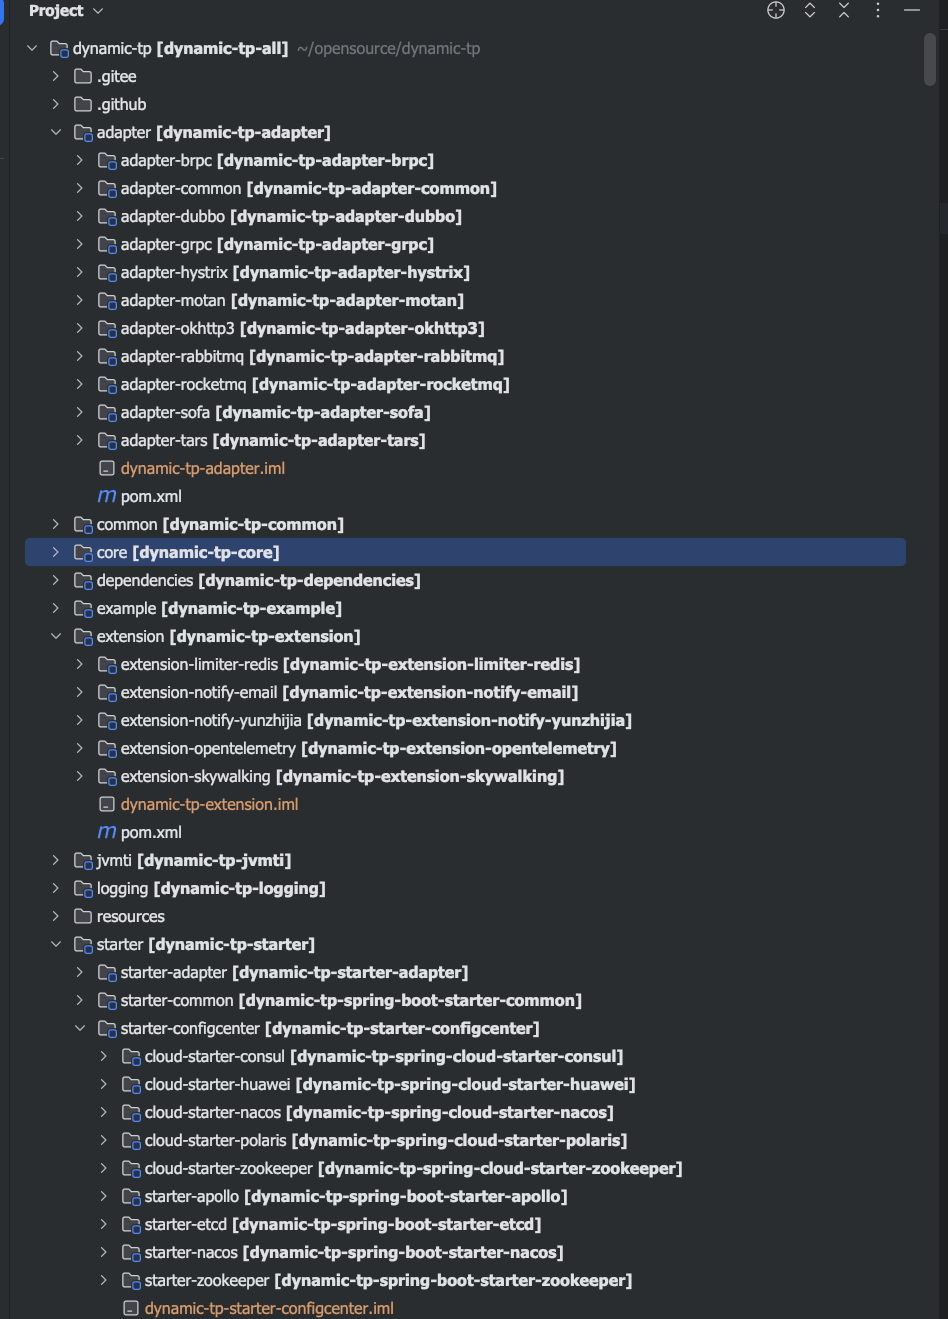 Project
dynamic-tp [dynamic-tp-all] ~/opensource/dynamic-tp
.gitee
.github
adapter [dynamic-tp-adapter]
adapter-brpc [dynamic-tp-adapter-brpc]
adapter-common [dynamic-tp-adapter-common]
adapter-dubbo [dynamic-tp-adapter-dubbo]
adapter-grpc [dynamic-tp-adapter-grpc]
adapter-hystrix [dynamic-tp-adapter-hystrix]
adapter-motan [dynamic-tp-adapter-motan]
adapter-okhttp3 [dynamic-tp-adapter-okhttp3]
adapter-rabbitmq [dynamic-tp-adapter-rabbitmq]
adapter-rocketmq [dynamic-tp-adapter-rocketmq]
adapter-sofa [dynamic-tp-adapter-sofa]
adapter-tars [dynamic-tp-adapter-tars]
dynamic-tp-adapter.iml
m pom.xml
common [dynamic-tp-common]
core [dynamic-tp-core]
dependencies [dynamic-tp-dependencies]
example [dynamic-tp-example]
extension [dynamic-tp-extension]
extension-limiter-redis [dynamic-tp-extension-limiter-redis]
extension-notify-email [dynamic-tp-extension-notify-email]
extension-notify-yunzhijia [dynamic-tp-extension-notify-yunzhijia]
extension-opentelemetry [dynamic-tp-extension-opentelemetry]
extension-skywalking [dynamic-tp-extension-skywalking]
dynamic-tp-extension.iml
m pom.xml
jvmti [dynamic-tp-jvmti]
logging [dynamic-tp-logging]
resources
starter [dynamic-tp-starter]
starter-adapter [dynamic-tp-starter-adapter]
starter-common [dynamic-tp-spring-boot-starter-common]
starter-configcenter [dynamic-tp-starter-configcenter]
cloud-starter-consul [dynamic-tp-spring-cloud-starter-consul]
cloud-starter-huawei [dynamic-tp-spring-cloud-starter-huawei]
cloud-starter-nacos [dynamic-tp-spring-cloud-starter-nacos]
cloud-starter-polaris [dynamic-tp-spring-cloud-starter-polaris]
cloud-starter-zookeeper [dynamic-tp-spring-cloud-starter-zookeeper]
starter-apollo [dynamic-tp-spring-boot-starter-apollo]
starter-etcd [dynamic-tp-spring-boot-starter-etcd]
starter-nacos [dynamic-tp-spring-boot-starter-nacos]
starter-zookeeper [dynamic-tp-spring-boot-starter-zookeeper]
dynamic-tp-starter-configcenter.iml